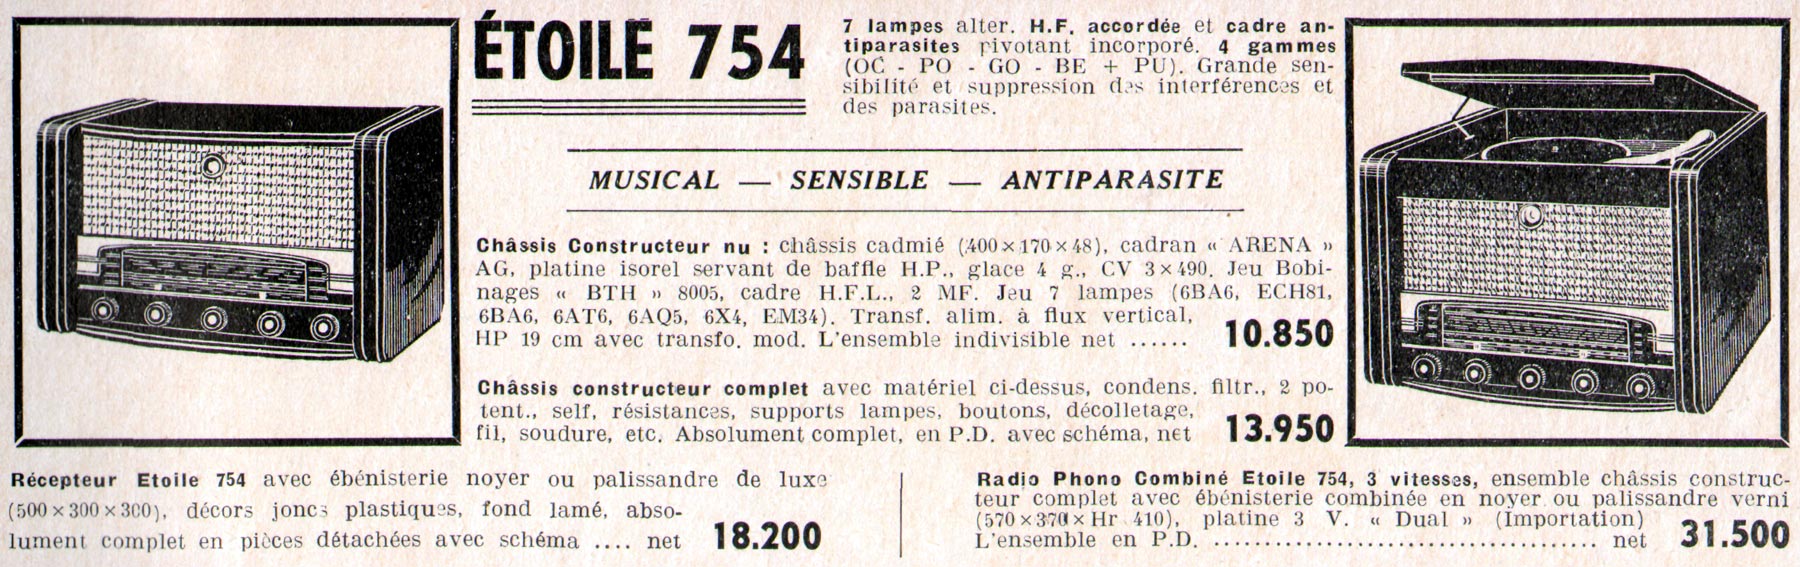 ÉTOILE 754
7 lampes alter. H.F. accordée et cadre an-
tiparasites pivotant incorporé. 4 gammes
(OC - PO - GO - BE + PU). Grande sen-
sibilité et suppression des interférences et
des parasites.
MUSICAL — SENSIBLE — ANTIPARASITE
Châssis Constructeur nu : châssis cadmié (400×170×48), cadran « ARENA »
AG, platine isorel servant de baffle H.P., glace 4 g., CV 3×490. Jeu Bobi-
nages « BTH » 8005, cadre H.F.L., 2 MF. Jeu 7 lampes (6BA6, ECH81,
6BA6, 6AT6, 6AQ5, 6X4, EM34). Transf. alim. à flux vertical,
HP 19 cm avec transfo. mod. L'ensemble indivisible net ...... 10.850
Châssis constructeur complet avec matériel ci-dessus, condens. filtr., 2 po-
tent., self, résistances, supports lampes, boutons, décolletage,
fil, soudure, etc. Absolument complet, en P.D. avec schéma, net 13.950
Récepteur Etoile 754 avec ébénisterie noyer ou palissandre de luxe
(500×300×300), décors joncs plastiques, fond lamé, abso-
lument complet en pièces détachées avec schéma .... net 18.200
Radio Phono Combiné Etoile 754, 3 vitesses, ensemble châssis construc-
teur complet avec ébénisterie combinée en noyer ou palissandre verni
(570×370×Hr 410), platine 3 V. « Dual » (Importation)
L'ensemble en P.D. ...................................... net 31.500